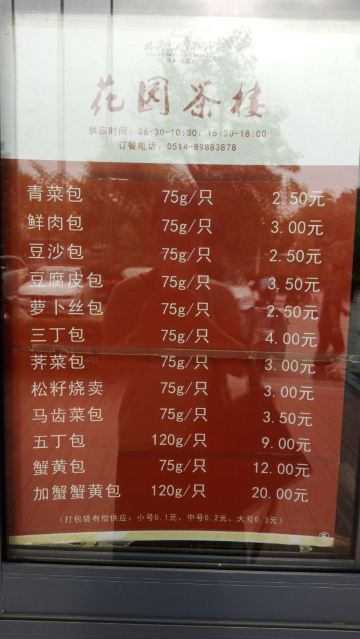 花园茶楼
供应时间：06:30-10:30、15:30-18:00
订餐电话：0514-89883878
青菜包 75g/只 2.50元
鲜肉包 75g/只 3.00元
豆沙包 75g/只 2.50元
豆腐皮包 75g/只 3.50元
萝卜丝包 75g/只 2.50元
三丁包 75g/只 4.00元
荠菜包 75g/只 3.00元
松籽烧卖 75g/只 3.00元
马齿菜包 75g/只 3.50元
五丁包 120g/只 9.00元
蟹黄包 75g/只 12.00元
加蟹蟹黄包 120g/只 20.00元
（打包袋有偿供应：小号0.1元、中号0.2元、大号0.3元）